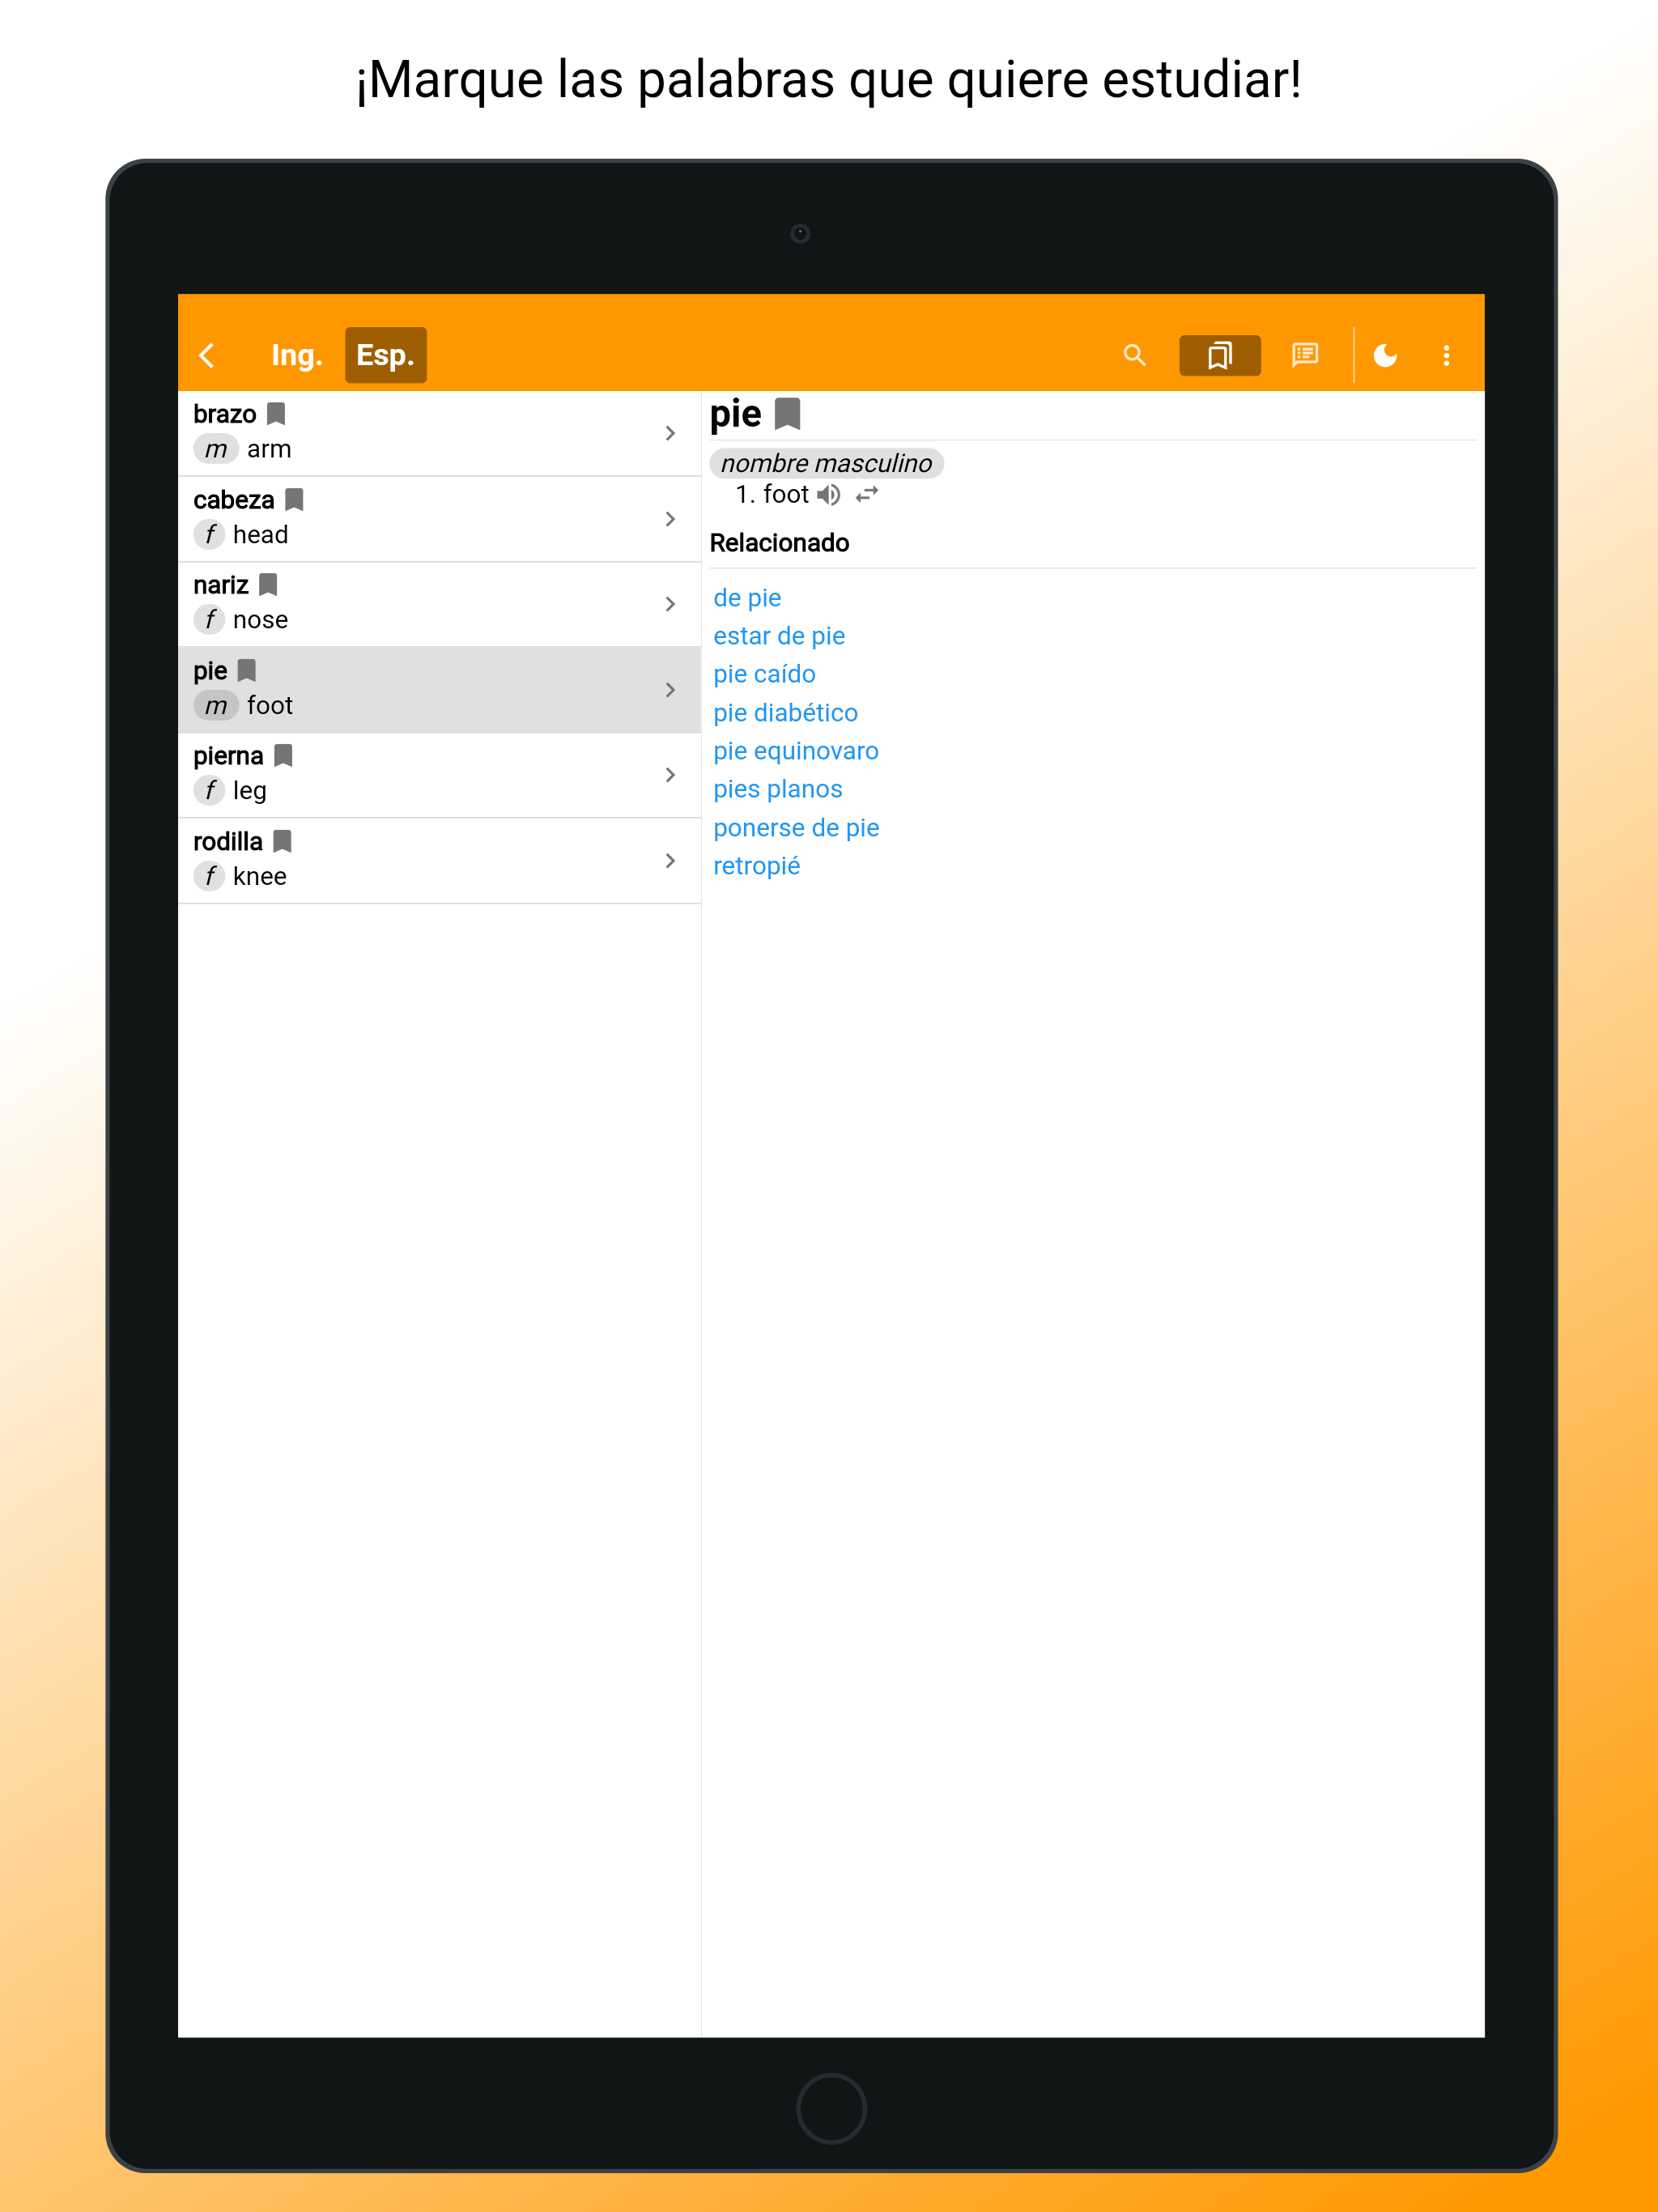 ¡Marque las palabras que quiere estudiar!
Ing. Esp.
brazo
m arm
cabeza
f head
nariz
f nose
pie
m foot
pierna
f leg
rodilla
f knee
pie
nombre masculino
1. foot
Relacionado
de pie
estar de pie
pie caído
pie diabético
pie equinovaro
pies planos
ponerse de pie
retropié